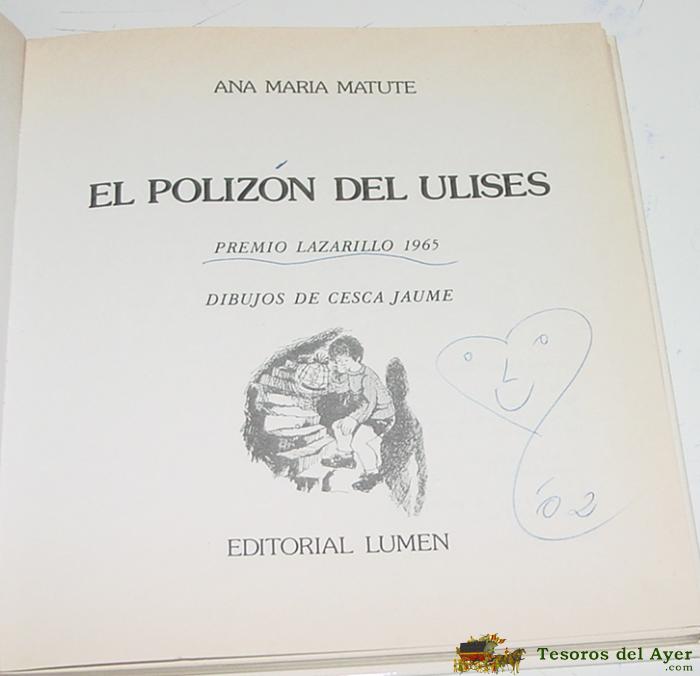 ANA MARIA MATUTE
EL POLIZÓN DEL ULISES
PREMIO LAZARILLO 1965
DIBUJOS DE CESCA JAUME
'02
EDITORIAL LUMEN
Tesoros del Ayer
.com